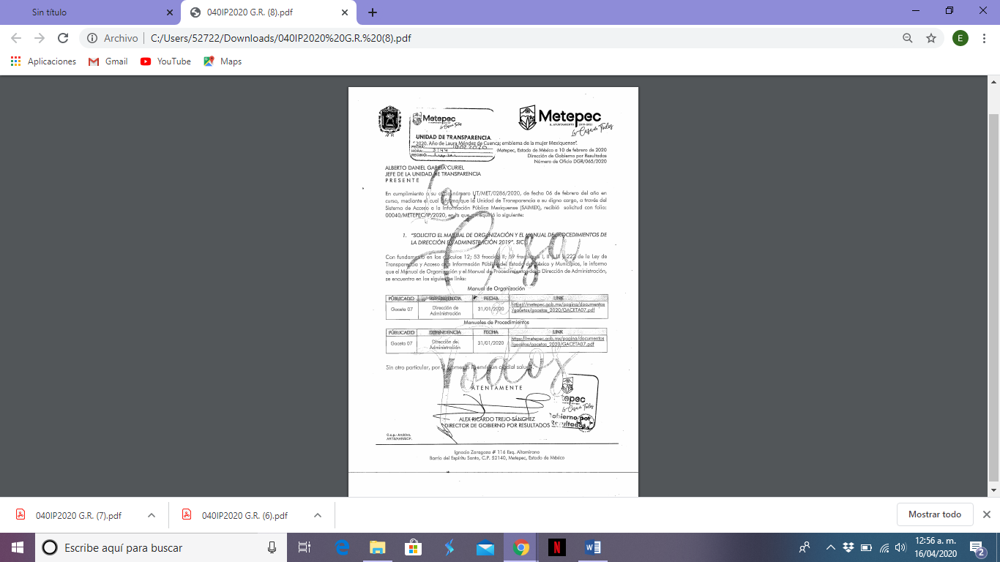 Sin título
040IP2020 G.R. (8).pdf
Archivo
C:/Users/52722/Downloads/040IP2020%20G.R.%20(8).pdf
E
Aplicaciones
Gmail
YouTube
Maps
Metepec
La Casa de Todos
Metepec
H. AYUNTAMIENTO 2019-2021
La Casa de Todos
UNIDAD DE TRANSPARENCIA
" 2020. Año de Laura Méndez de Cuenca; emblema de la mujer Mexiquense".
FECHA:
HORA:
RECIBIÓ:
Metepec, Estado de México a 10 de febrero de 2020
Dirección de Gobierno por Resultados
Número de Oficio DGR/065/2020
ALBERTO DANIEL GARCÍA CURIEL
JEFE DE LA UNIDAD DE TRANSPARENCIA
P R E S E N T E
En cumplimiento a su oficio número UT/MET/0286/2020, de fecha 06 de febrero del año en
curso, mediante el cual informa que la Unidad de Transparencia a su digno cargo, a través del
Sistema de Acceso a la Información Pública Mexiquense (SAIMEX), recibió solicitud con folio:
00040/METEPEC/IP/2020, en la que se requirió lo siguiente:
1. "SOLICITO EL MANUAL DE ORGANIZACIÓN Y EL MANUAL DE PROCEDIMIENTOS DE
LA DIRECCIÓN DE ADMINISTRACIÓN 2019". SIC
Con fundamento en los artículos 12; 53 fracción II; 59 fracciones I, II y III y 222 de la Ley de
Transparencia y Acceso a la Información Pública del Estado de México y Municipios, le informo
que el Manual de Organización y el Manual de Procedimientos de la Dirección de Administración,
se encuentra en los siguientes links:
Manual de Organización
PÚBLICADO DEPENDENCIA FECHA LINK
Gaceta 07 Dirección de Administración 31/01/2020 https://metepec.gob.mx/pagina/documentos
/gacetas/gacetas_2020/GACETA07.pdf
Manuales de Procedimientos
PÚBLICADO DEPENDENCIA FECHA LINK
Gaceta 07 Dirección de Administración 31/01/2020 https://metepec.gob.mx/pagina/documentos
/gacetas/gacetas_2020/GACETA07.pdf
Sin otro particular, por el momento le envío un cordial saludo.
La Casa de Todos
A T E N T A M E N T E
ALEX RICARDO TREJO SÁNCHEZ
DIRECTOR DE GOBIERNO POR RESULTADOS
tepec
La Casa de Todos
Gobierno por
Resultados
C.c.p.- Archivo.
Ignacio Zaragoza # 116 Esq. Altamirano
Barrio del Espíritu Santo, C.P. 52140, Metepec, Estado de México
040IP2020 G.R. (7).pdf
040IP2020 G.R. (6).pdf
Mostrar todo
Escribe aquí para buscar
12:56 a. m.
16/04/2020
2